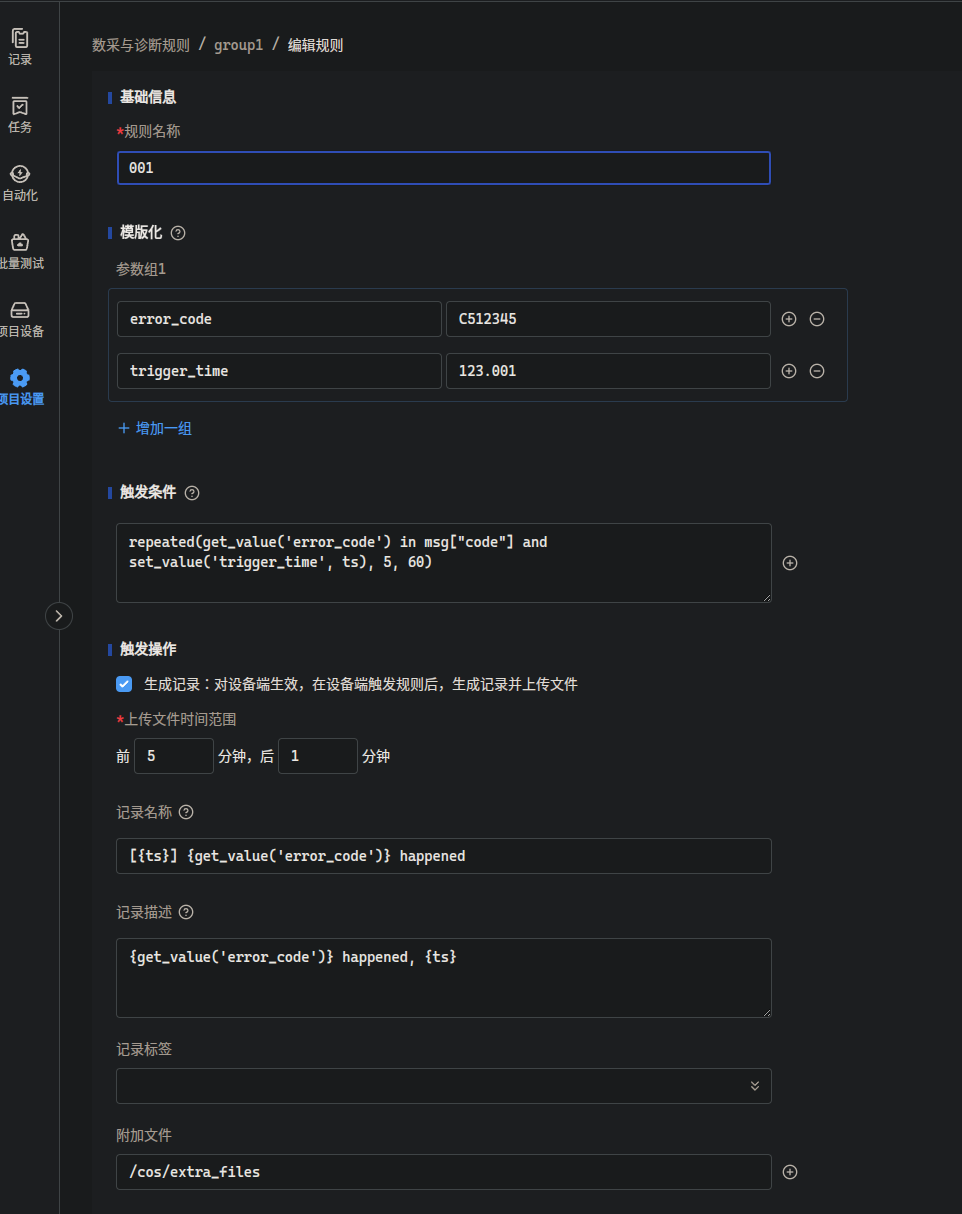 记录
任务
自动化
批量测试
项目设备
项目设置
数采与诊断规则 / group1 / 编辑规则
基础信息
*规则名称
001
模版化
参数组1
error_code C512345
trigger_time 123.001
+ 增加一组
触发条件
repeated(get_value('error_code') in msg["code"] and
set_value('trigger_time', ts), 5, 60)
触发操作
生成记录：对设备端生效，在设备端触发规则后，生成记录并上传文件
*上传文件时间范围
前 5 分钟，后 1 分钟
记录名称
[{ts}] {get_value('error_code')} happened
记录描述
{get_value('error_code')} happened, {ts}
记录标签
附加文件
/cos/extra_files